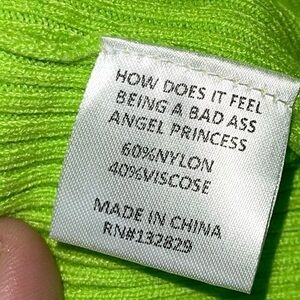 HOW DOES IT FEEL
BEING A BAD ASS
ANGEL PRINCESS
60%NYLON
40%VISCOSE
MADE IN CHINA
RN#132829